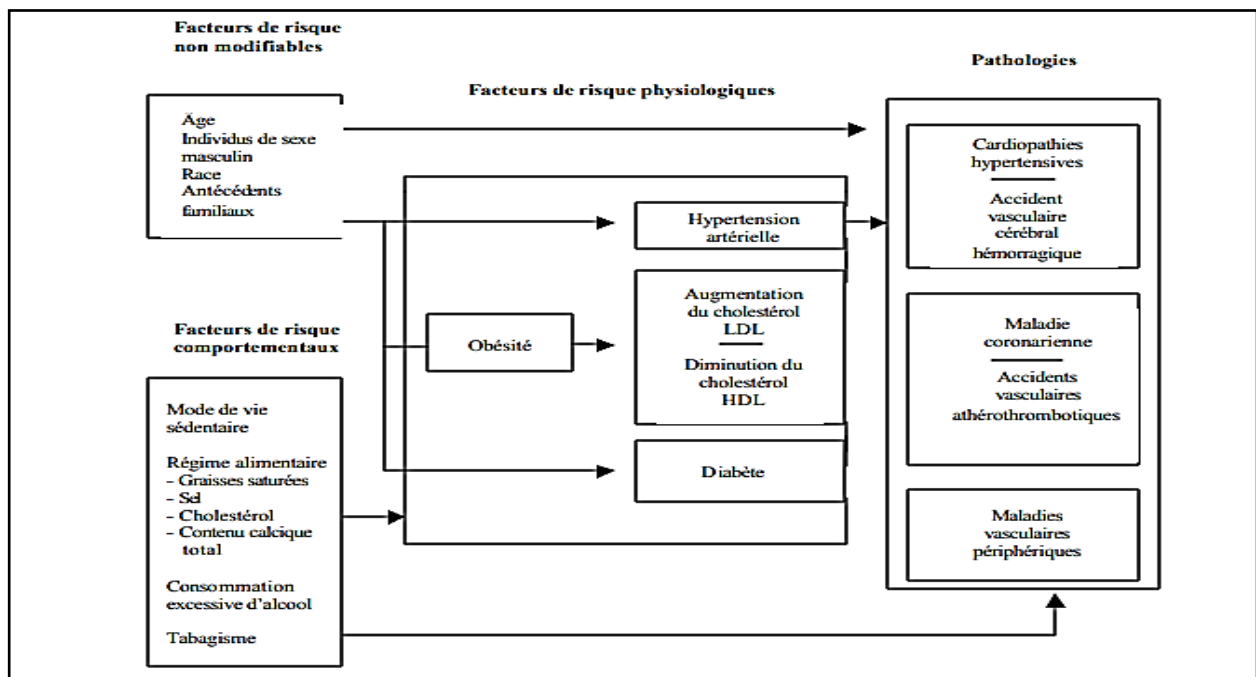 Facteurs de risque
non modifiables
Âge
Individus de sexe
masculin
Race
Antécédents
familiaux
Facteurs de risque
comportementaux
Mode de vie
sédentaire
Régime alimentaire
- Graisses saturées
- Sel
- Cholestérol
- Contenu calcique
total
Consommation
excessive d'alcool
Tabagisme
Facteurs de risque physiologiques
Obésité
Hypertension
artérielle
Augmentation
du cholestérol
LDL
Diminution du
cholestérol
HDL
Diabète
Pathologies
Cardiopathies
hypertensives
Accident
vasculaire
cérébral
hémorragique
Maladie
coronarienne
Accidents
vasculaires
athérothrombotiques
Maladies
vasculaires
périphériques